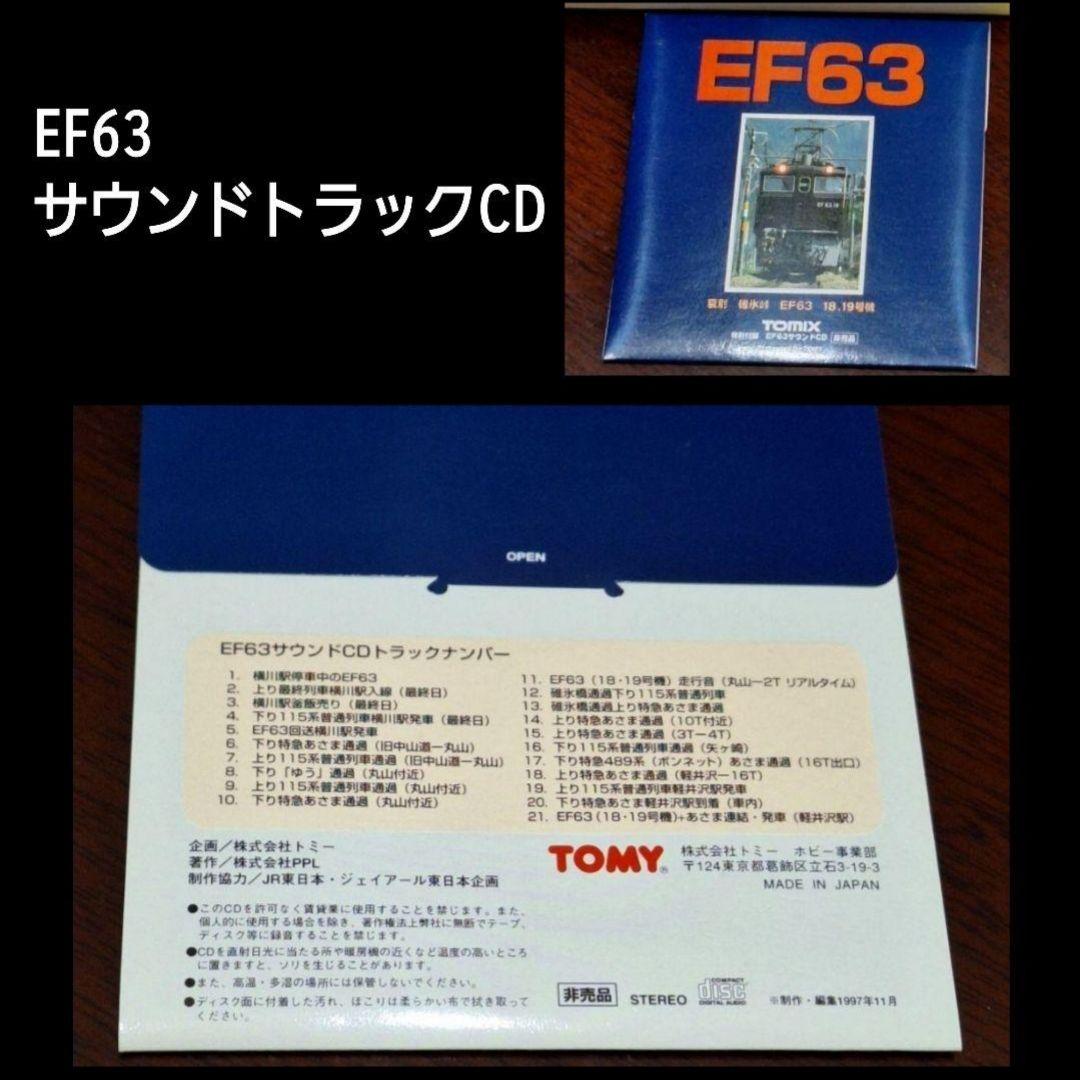 EF63
サウンドトラックCD
EF63
EF63.18
哀別 碓氷峠 EF63 18.19号機
TOMIX
特別付録 EF63サウンドCD 非売品
OPEN
EF63サウンドCDトラックナンバー
1. 横川駅停車中のEF63
2. 上り最終列車横川駅入線（最終日）
3. 横川駅釜飯売り（最終日）
4. 下り115系普通列車横川駅発車（最終日）
5. EF63回送横川駅発車
6. 下り特急あさま通過（旧中山道ー丸山）
7. 上り115系普通列車通過（旧中山道ー丸山）
8. 下り「ゆう」通過（丸山付近）
9. 上り115系普通列車通過（丸山付近）
10. 下り特急あさま通過（丸山付近）
11. EF63（18・19号機）走行音（丸山ー2T リアルタイム）
12. 碓氷橋通過下り115系普通列車
13. 碓氷橋通過上り特急あさま通過
14. 上り特急あさま通過（10T付近）
15. 上り特急あさま通過（3Tー4T）
16. 下り115系普通列車通過（矢ヶ崎）
17. 下り特急489系（ボンネット）あさま通過（16T出口）
18. 上り特急あさま通過（軽井沢ー16T）
19. 上り115系普通列車軽井沢駅発車
20. 下り特急あさま軽井沢駅到着（車内）
21. EF63（18・19号機）+あさま連結・発車（軽井沢駅）
企画／株式会社トミー
著作／株式会社PPL
制作協力／JR東日本・ジェイアール東日本企画
TOMY®
株式会社トミー ホビー事業部
〒124東京都葛飾区立石3-19-3
MADE IN JAPAN
●このCDを許可なく賃貸業に使用することを禁じます。また、
個人的に使用する場合を除き、著作権法上弊社に無断でテープ、
ディスク等に録音することを禁じます。
●CDを直射日光に当たる所や暖房機の近くなど温度の高いところ
に置きますと、ソリを生じることがあります。
●また、高温・多湿の場所には保管しないでください。
●ディスク面に付着した汚れ、ほこりは柔らかい布で拭き取って
ください。
非売品 STEREO COMPACT disc DIGITAL AUDIO ※制作・編集1997年11月